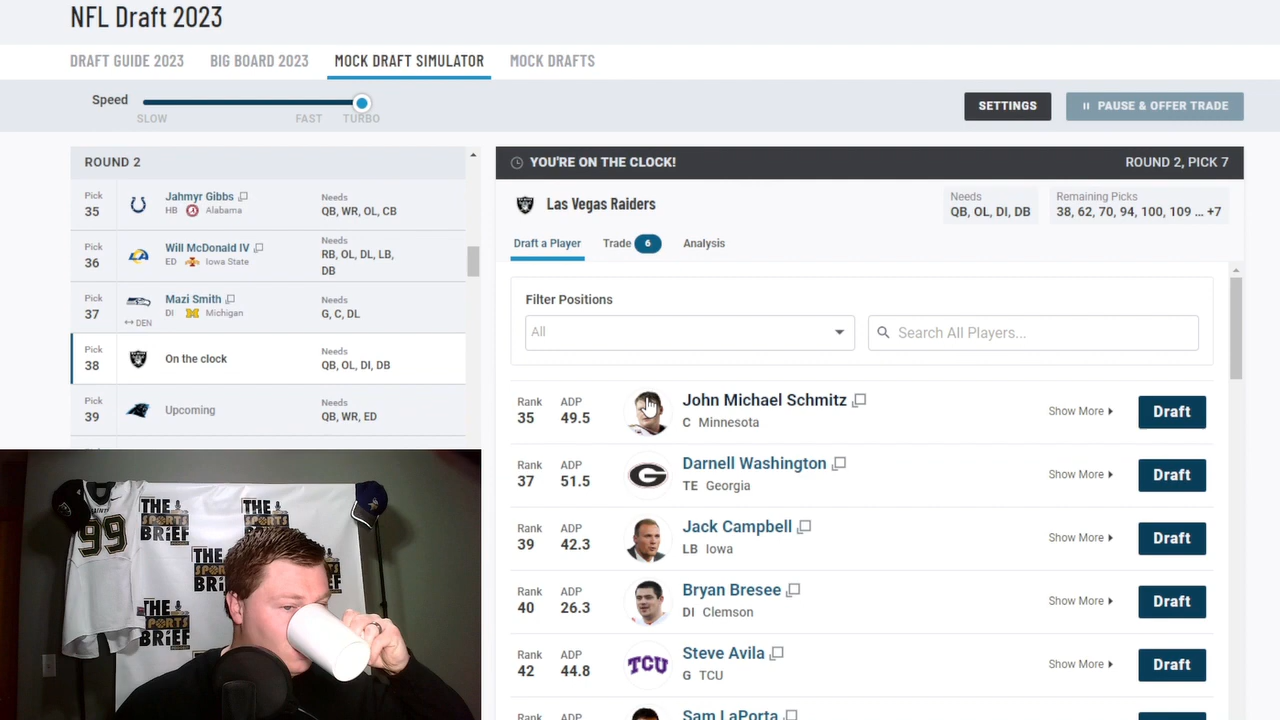 NFL Draft 2023
DRAFT GUIDE 2023 BIG BOARD 2023 MOCK DRAFT SIMULATOR MOCK DRAFTS
Speed
SLOW FAST TURBO
SETTINGS PAUSE & OFFER TRADE
ROUND 2
Pick 35
Jahmyr Gibbs
HB Alabama
Needs
QB, WR, OL, CB
Pick 36
Will McDonald IV
ED Iowa State
Needs
RB, OL, DL, LB,
DB
Pick 37
DEN
Mazi Smith
DI Michigan
Needs
G, C, DL
Pick 38
On the clock
Needs
QB, OL, DI, DB
Pick 39
Upcoming
Needs
QB, WR, ED
YOU'RE ON THE CLOCK! ROUND 2, PICK 7
Las Vegas Raiders
Needs
QB, OL, DI, DB
Remaining Picks
38, 62, 70, 94, 100, 109 ... +7
Draft a Player Trade 6 Analysis
Filter Positions
All
Search All Players...
Rank 35 ADP 49.5
John Michael Schmitz
C Minnesota
Show More Draft
Rank 37 ADP 51.5
Darnell Washington
TE Georgia
Show More Draft
Rank 39 ADP 42.3
Jack Campbell
LB Iowa
Show More Draft
Rank 40 ADP 26.3
Bryan Bresee
DI Clemson
Show More Draft
Rank 42 ADP 44.8
TCU
Steve Avila
G TCU
Show More Draft
Rank ADP
Sam LaPorta
99
THE
SPORTS
BRIEF
THE
SPORTS
THE
THE
SPORTS
BRIEF